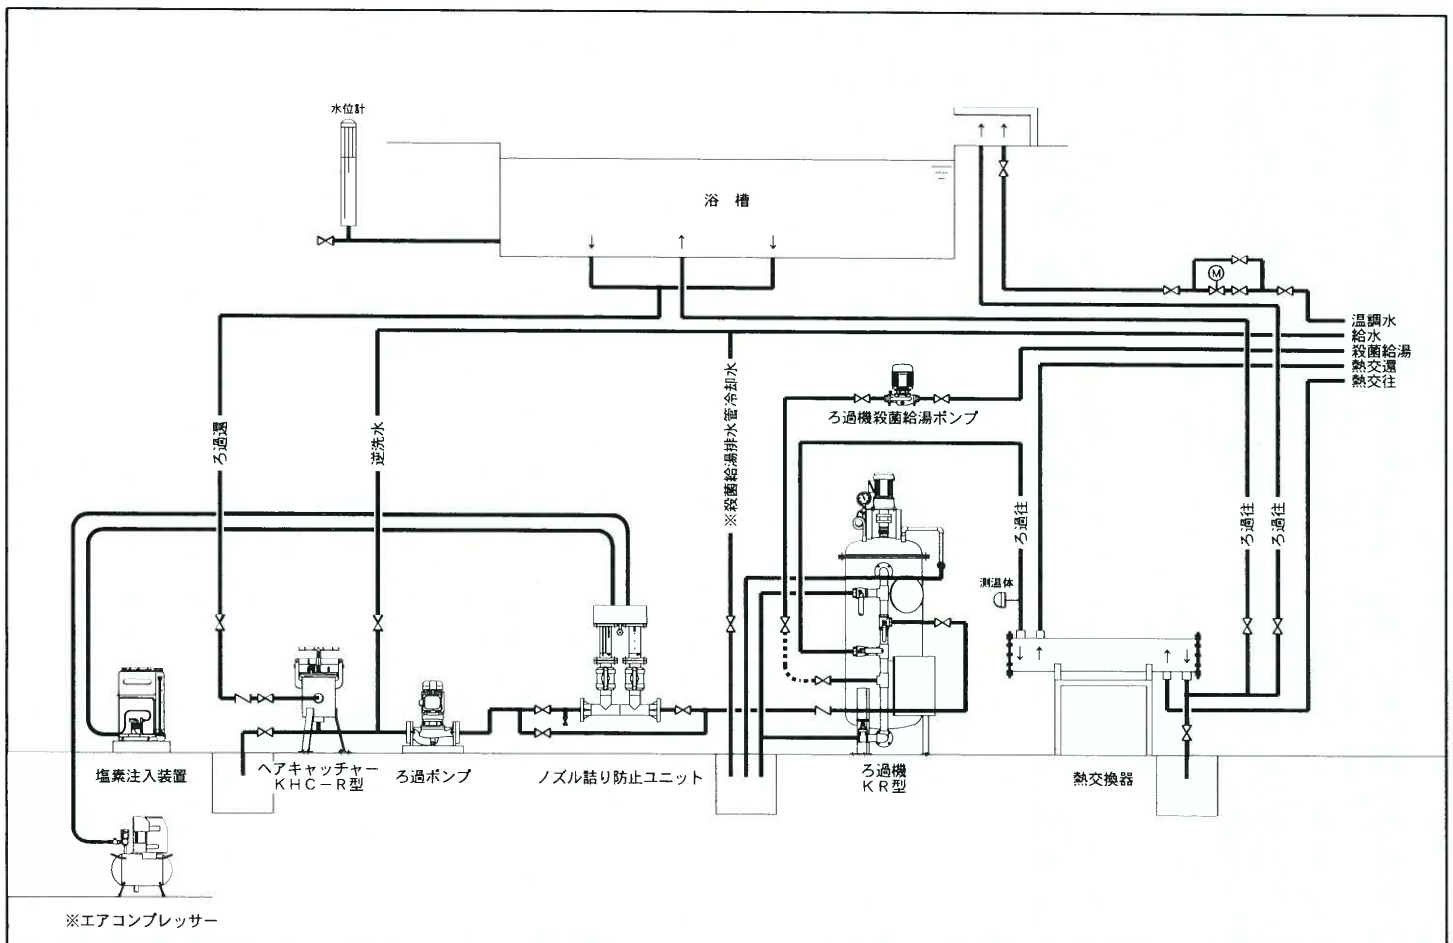 水位計
浴槽
M
温調水
給水
殺菌給湯
熱交還
熱交往
ろ過機殺菌給湯ポンプ
ろ過還
逆洗水
※殺菌給湯排水管冷却水
ろ過往
ろ過往
ろ過往
測温体
塩素注入装置
ヘアキャッチャー
KHC-R型
ろ過ポンプ
ノズル詰り防止ユニット
ろ過機
KR型
熱交換器
※エアコンプレッサー